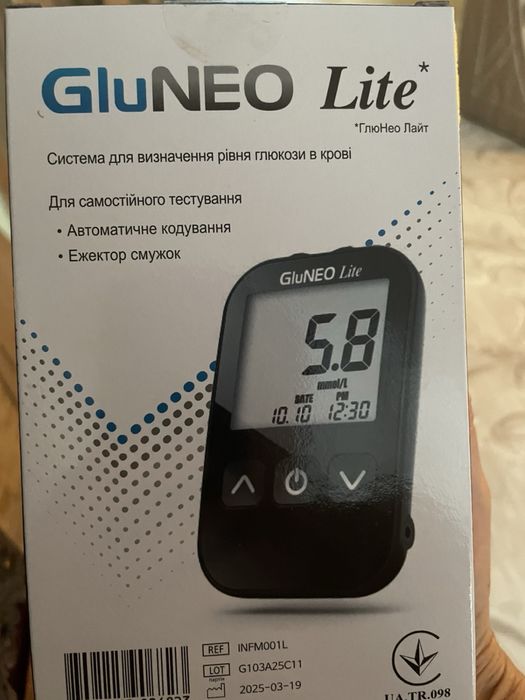 GluNEO Lite*
*ГлюНео Лайт
Система для визначення рівня глюкози в крові
Для самостійного тестування
• Автоматичне кодування
• Ежектор смужок
GluNEO Lite
5.8
mmol/L
DATE PM
10.10 12:30
REF INFM001L
LOT G103A25C11
партія
2025-03-19
UA.TR.098